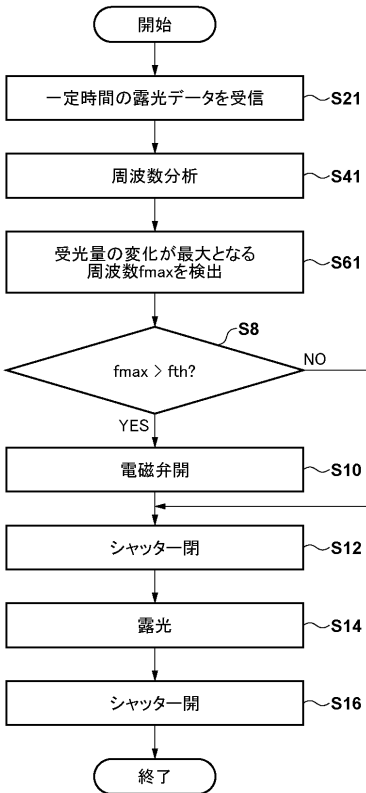 開始
一定時間の露光データを受信
S21
周波数分析
S41
受光量の変化が最大となる
周波数fmaxを検出
S61
S8
fmax > fth?
NO
YES
電磁弁開
S10
シャッター閉
S12
露光
S14
シャッター開
S16
終了